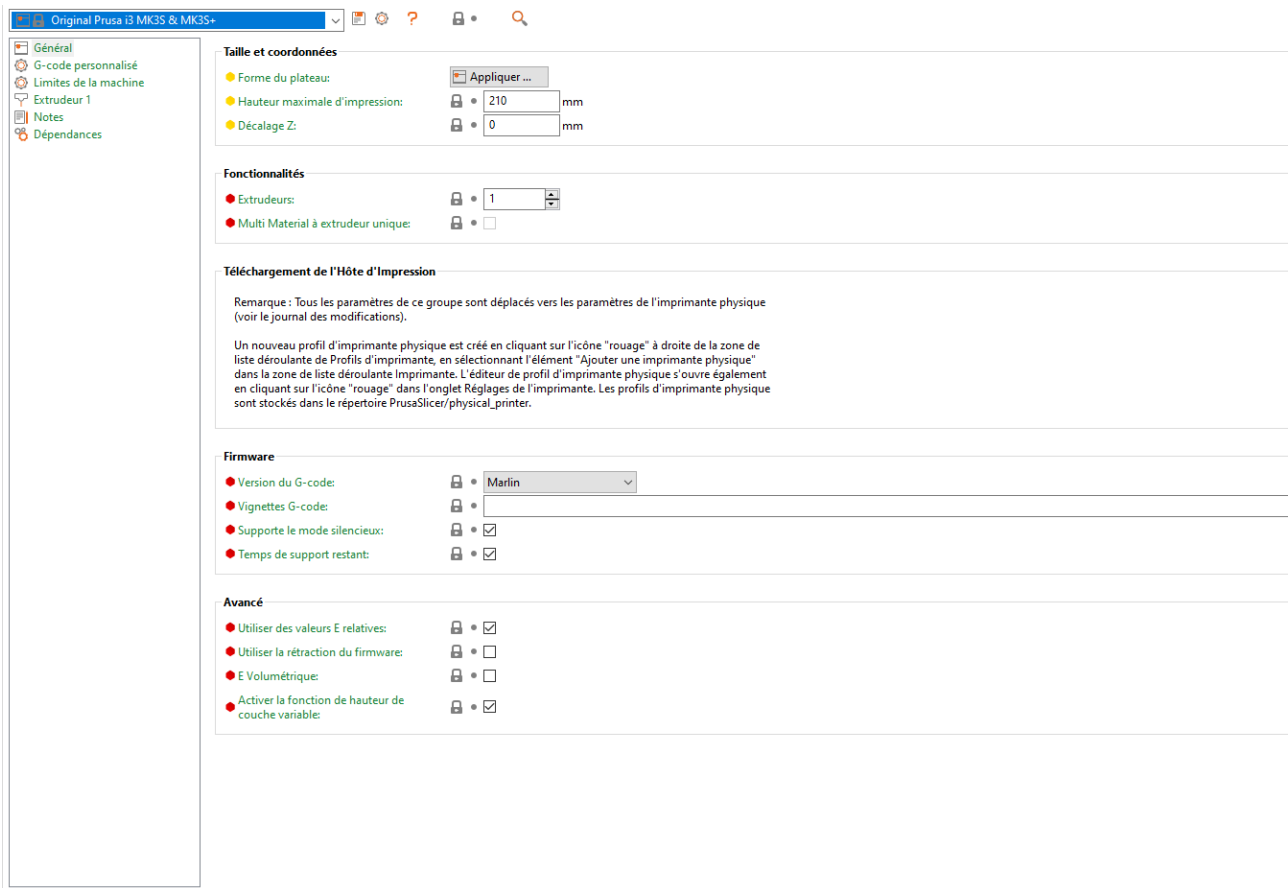 Original Prusa i3 MK3S & MK3S+
?
Général
G-code personnalisé
Limites de la machine
Extrudeur 1
Notes
Dépendances
Taille et coordonnées
Forme du plateau:
Appliquer ...
Hauteur maximale d'impression:
210
mm
Décalage Z:
0
mm
Fonctionnalités
Extrudeurs:
1
Multi Material à extrudeur unique:
Téléchargement de l'Hôte d'Impression
Remarque : Tous les paramètres de ce groupe sont déplacés vers les paramètres de l'imprimante physique
(voir le journal des modifications).
Un nouveau profil d'imprimante physique est créé en cliquant sur l'icône "rouage" à droite de la zone de
liste déroulante de Profils d'imprimante, en sélectionnant l'élément "Ajouter une imprimante physique"
dans la zone de liste déroulante Imprimante. L'éditeur de profil d'imprimante physique s'ouvre également
en cliquant sur l'icône "rouage" dans l'onglet Réglages de l'imprimante. Les profils d'imprimante physique
sont stockés dans le répertoire PrusaSlicer/physical_printer.
Firmware
Version du G-code:
Marlin
Vignettes G-code:
Supporte le mode silencieux:
Temps de support restant:
Avancé
Utiliser des valeurs E relatives:
Utiliser la rétraction du firmware:
E Volumétrique:
Activer la fonction de hauteur de
couche variable: